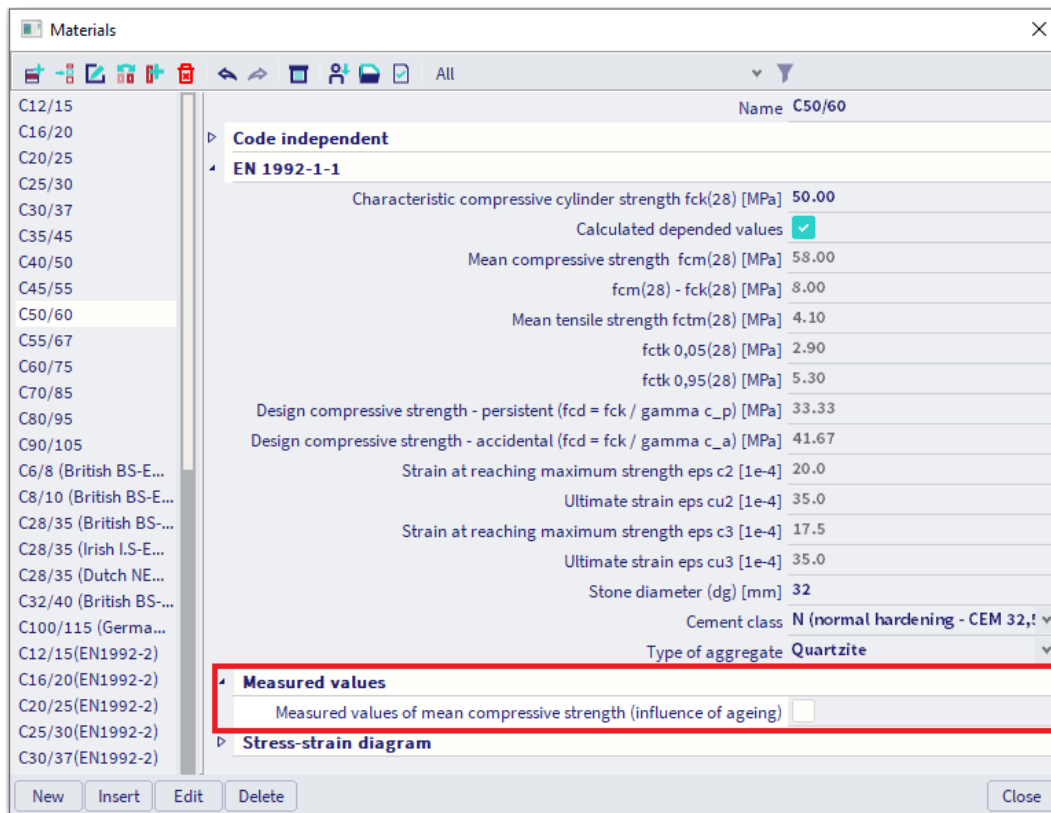 Materials
All
C12/15
C16/20
C20/25
C25/30
C30/37
C35/45
C40/50
C45/55
C50/60
C55/67
C60/75
C70/85
C80/95
C90/105
C6/8 (British BS-E...
C8/10 (British BS-E...
C28/35 (British BS-...
C28/35 (Irish I.S-E...
C28/35 (Dutch NE...
C32/40 (British BS-...
C100/115 (Germa...
C12/15(EN1992-2)
C16/20(EN1992-2)
C20/25(EN1992-2)
C25/30(EN1992-2)
C30/37(EN1992-2)
Name C50/60
Code independent
EN 1992-1-1
Characteristic compressive cylinder strength fck(28) [MPa] 50.00
Calculated depended values
Mean compressive strength fcm(28) [MPa] 58.00
fcm(28) - fck(28) [MPa] 8.00
Mean tensile strength fctm(28) [MPa] 4.10
fctk 0,05(28) [MPa] 2.90
fctk 0,95(28) [MPa] 5.30
Design compressive strength - persistent (fcd = fck / gamma c_p) [MPa] 33.33
Design compressive strength - accidental (fcd = fck / gamma c_a) [MPa] 41.67
Strain at reaching maximum strength eps c2 [1e-4] 20.0
Ultimate strain eps cu2 [1e-4] 35.0
Strain at reaching maximum strength eps c3 [1e-4] 17.5
Ultimate strain eps cu3 [1e-4] 35.0
Stone diameter (dg) [mm] 32
Cement class N (normal hardening - CEM 32,5
Type of aggregate Quartzite
Measured values
Measured values of mean compressive strength (influence of ageing)
Stress-strain diagram
New Insert Edit Delete Close